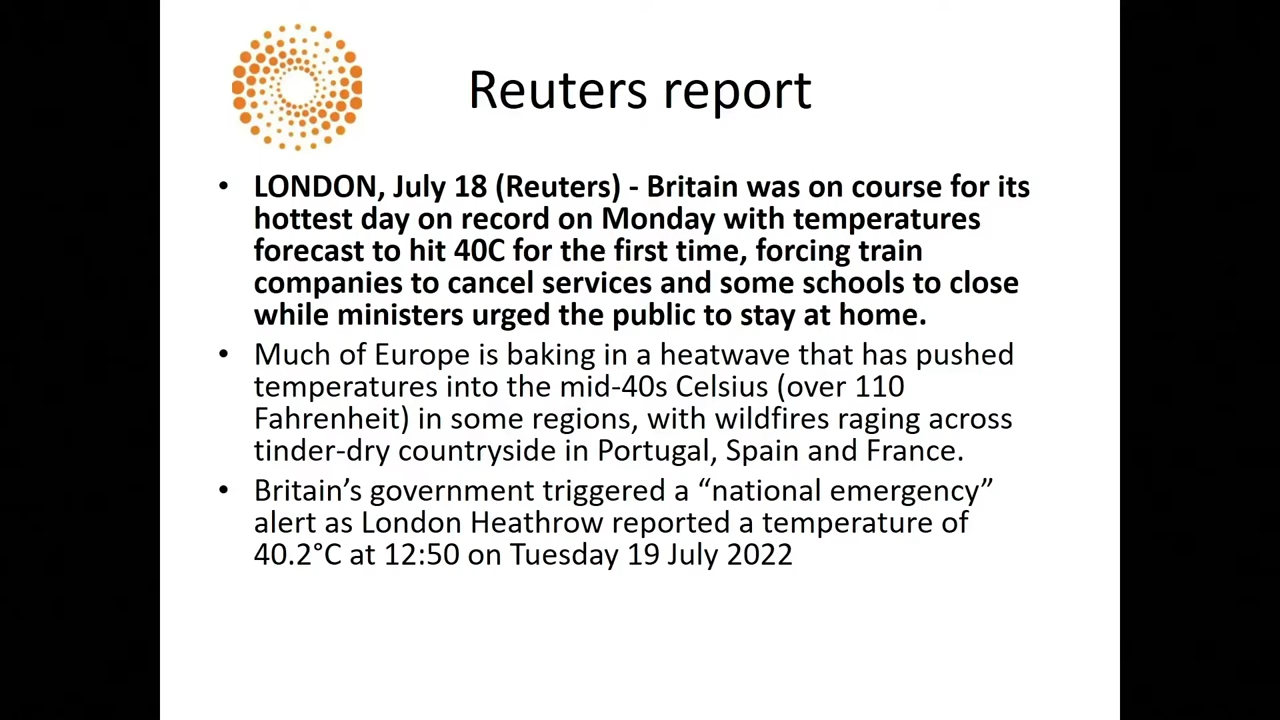 Reuters report
• LONDON, July 18 (Reuters) - Britain was on course for its
hottest day on record on Monday with temperatures
forecast to hit 40C for the first time, forcing train
companies to cancel services and some schools to close
while ministers urged the public to stay at home.
• Much of Europe is baking in a heatwave that has pushed
temperatures into the mid-40s Celsius (over 110
Fahrenheit) in some regions, with wildfires raging across
tinder-dry countryside in Portugal, Spain and France.
• Britain’s government triggered a “national emergency”
alert as London Heathrow reported a temperature of
40.2°C at 12:50 on Tuesday 19 July 2022